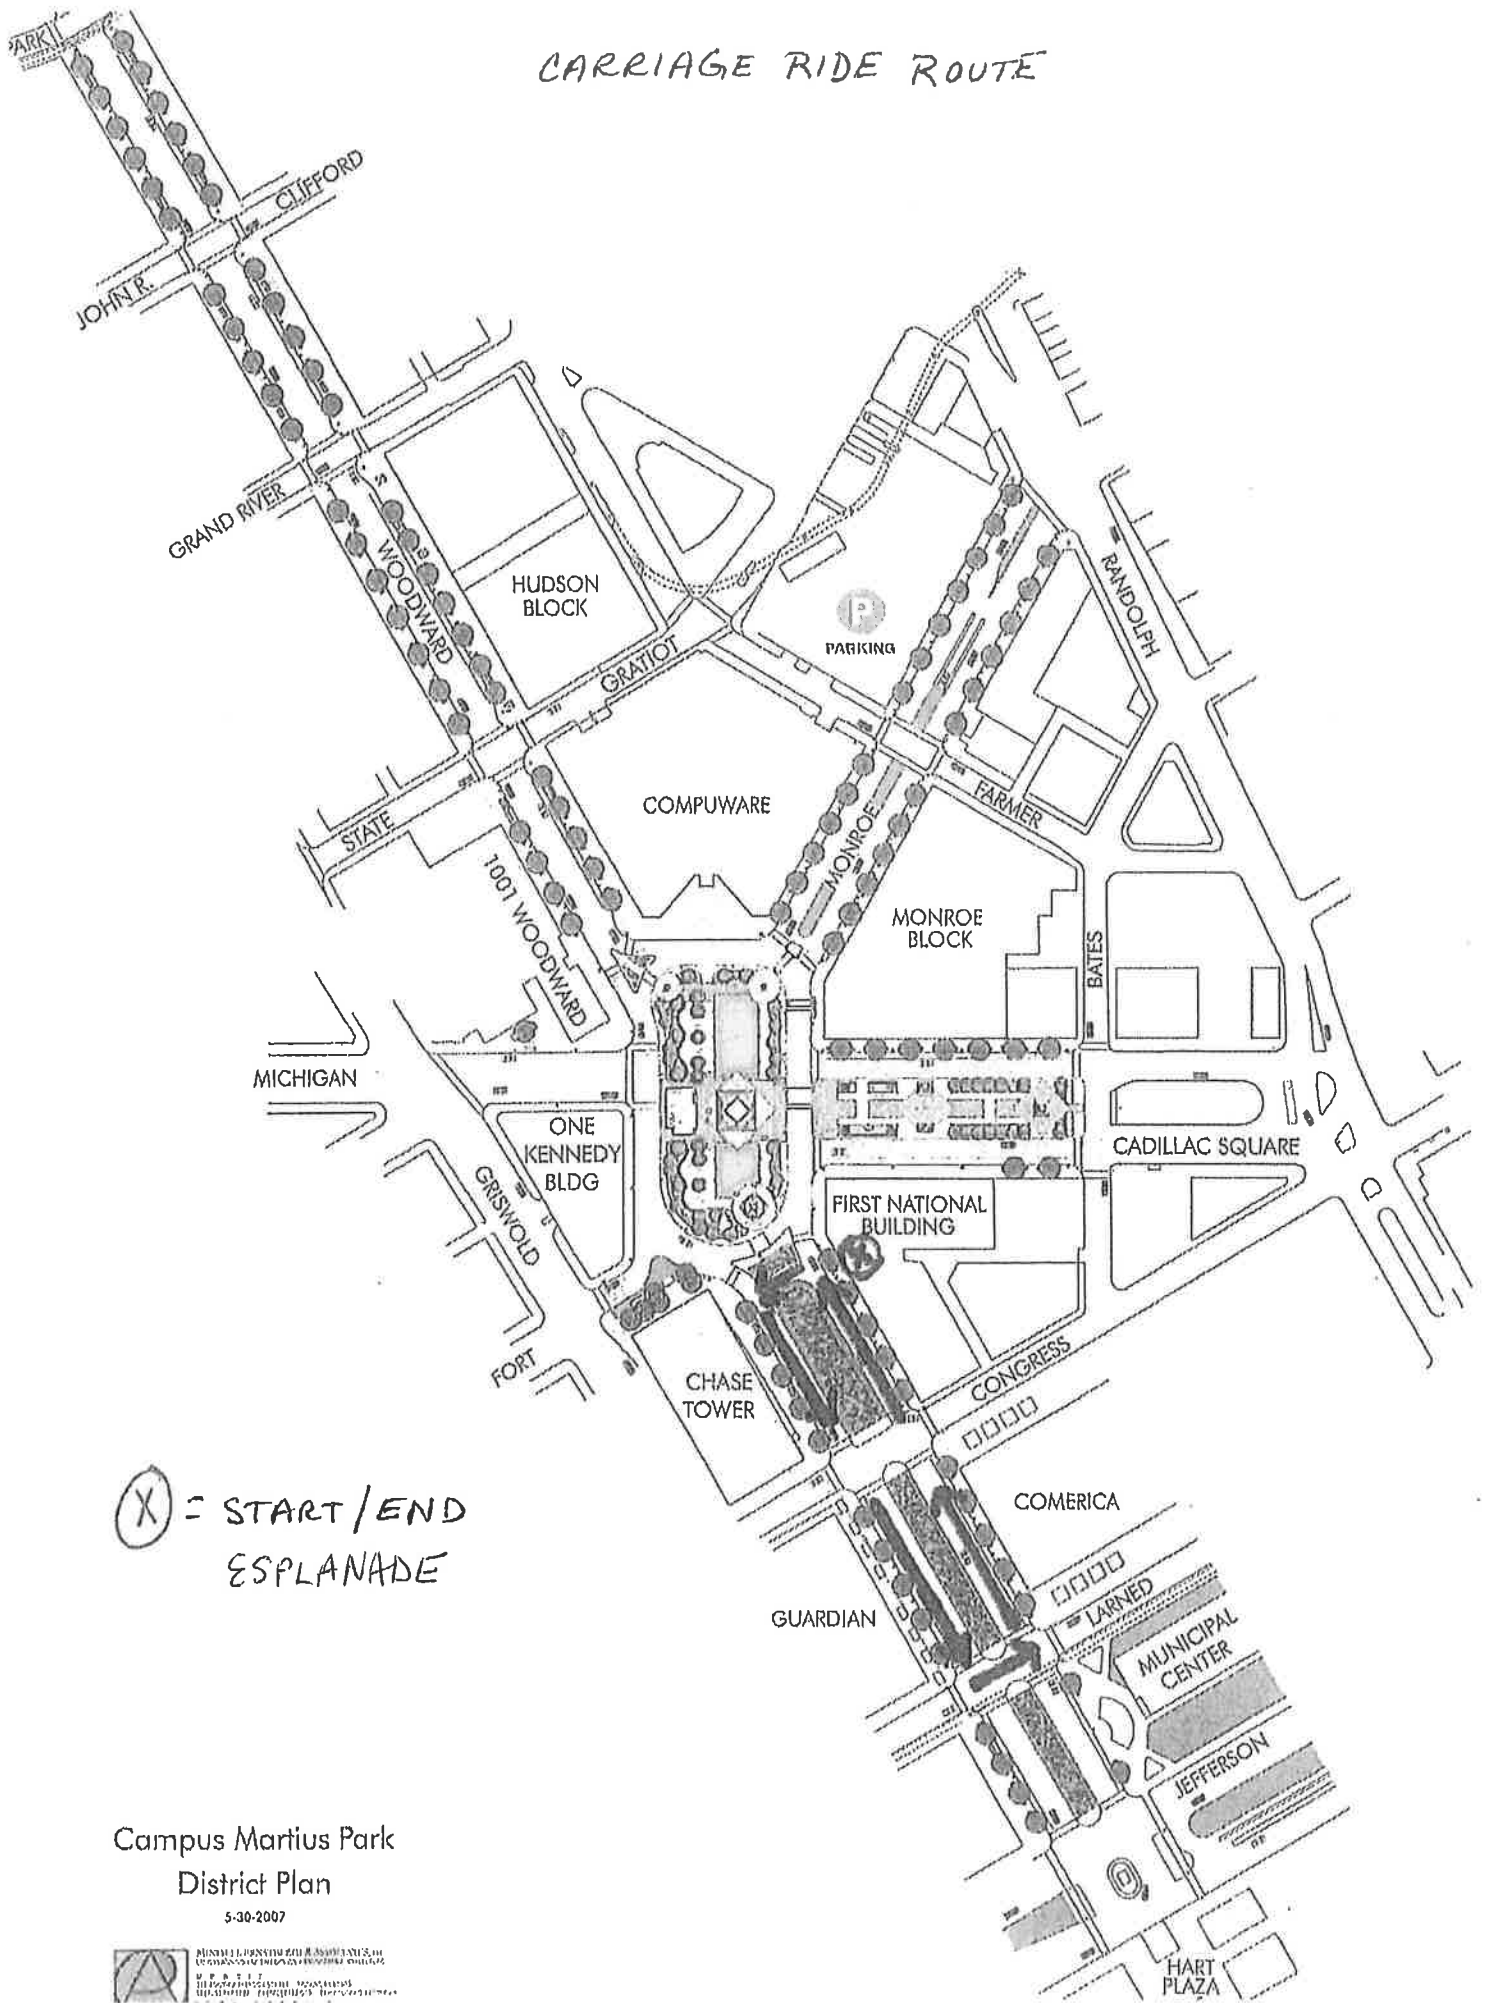 CARRIAGE RIDE ROUTE
PARK
CLIFFORD
JOHN R.
GRAND RIVER
WOODWARD
HUDSON
BLOCK
GRATIOT
P
PARKING
RANDOLPH
STATE
COMPUWARE
MONROE
FARMER
1001 WOODWARD
MONROE
BLOCK
BATES
MICHIGAN
ONE
KENNEDY
BLDG
CADILLAC SQUARE
GRISWOLD
FIRST NATIONAL
BUILDING
X
FORT
CHASE
TOWER
CONGRESS
COMERICA
X = START/END
ESPLANADE
GUARDIAN
LARNED
MUNICIPAL
CENTER
JEFFERSON
HART
PLAZA
Campus Martius Park
District Plan
5-30-2007